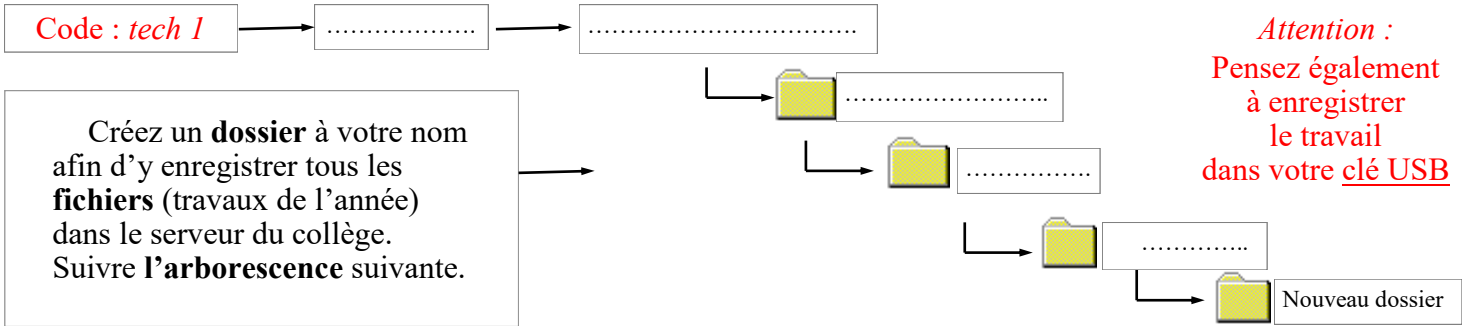 Code : tech 1
……………….
…………………………….
Attention :
Pensez également
à enregistrer
le travail
dans votre clé USB
……………………..
Créez un dossier à votre nom
afin d’y enregistrer tous les
fichiers (travaux de l’année)
dans le serveur du collège.
Suivre l’arborescence suivante.
…………….
…………..
Nouveau dossier